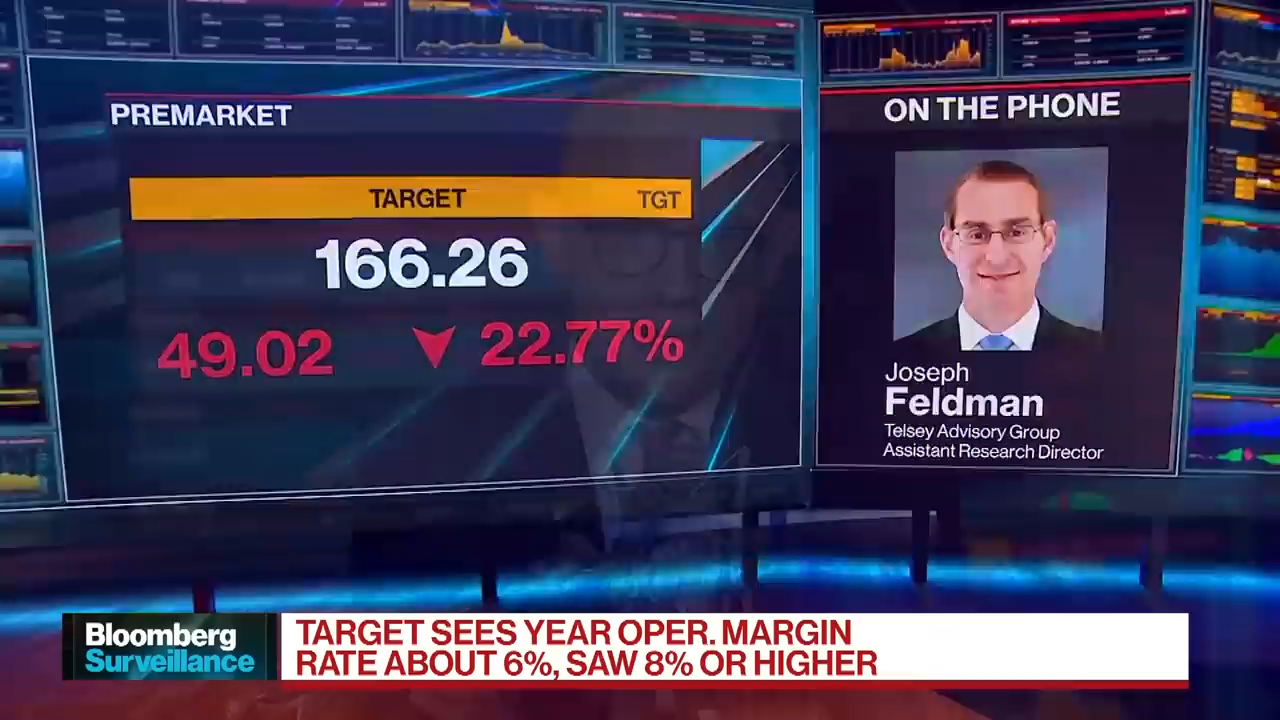 PREMARKET
TARGET TGT
166.26
49.02 22.77%
ON THE PHONE
Joseph
Feldman
Telsey Advisory Group
Assistant Research Director
Bloomberg
Surveillance
TARGET SEES YEAR OPER. MARGIN
RATE ABOUT 6%, SAW 8% OR HIGHER